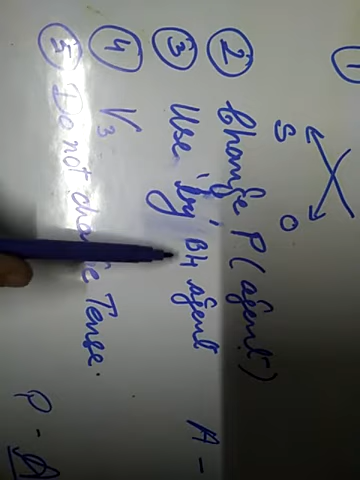 ①
S O
② Change P (agent)
③ Use 'by' B4 agent
④ V3
⑤ Do not change Tense.
A -
P -